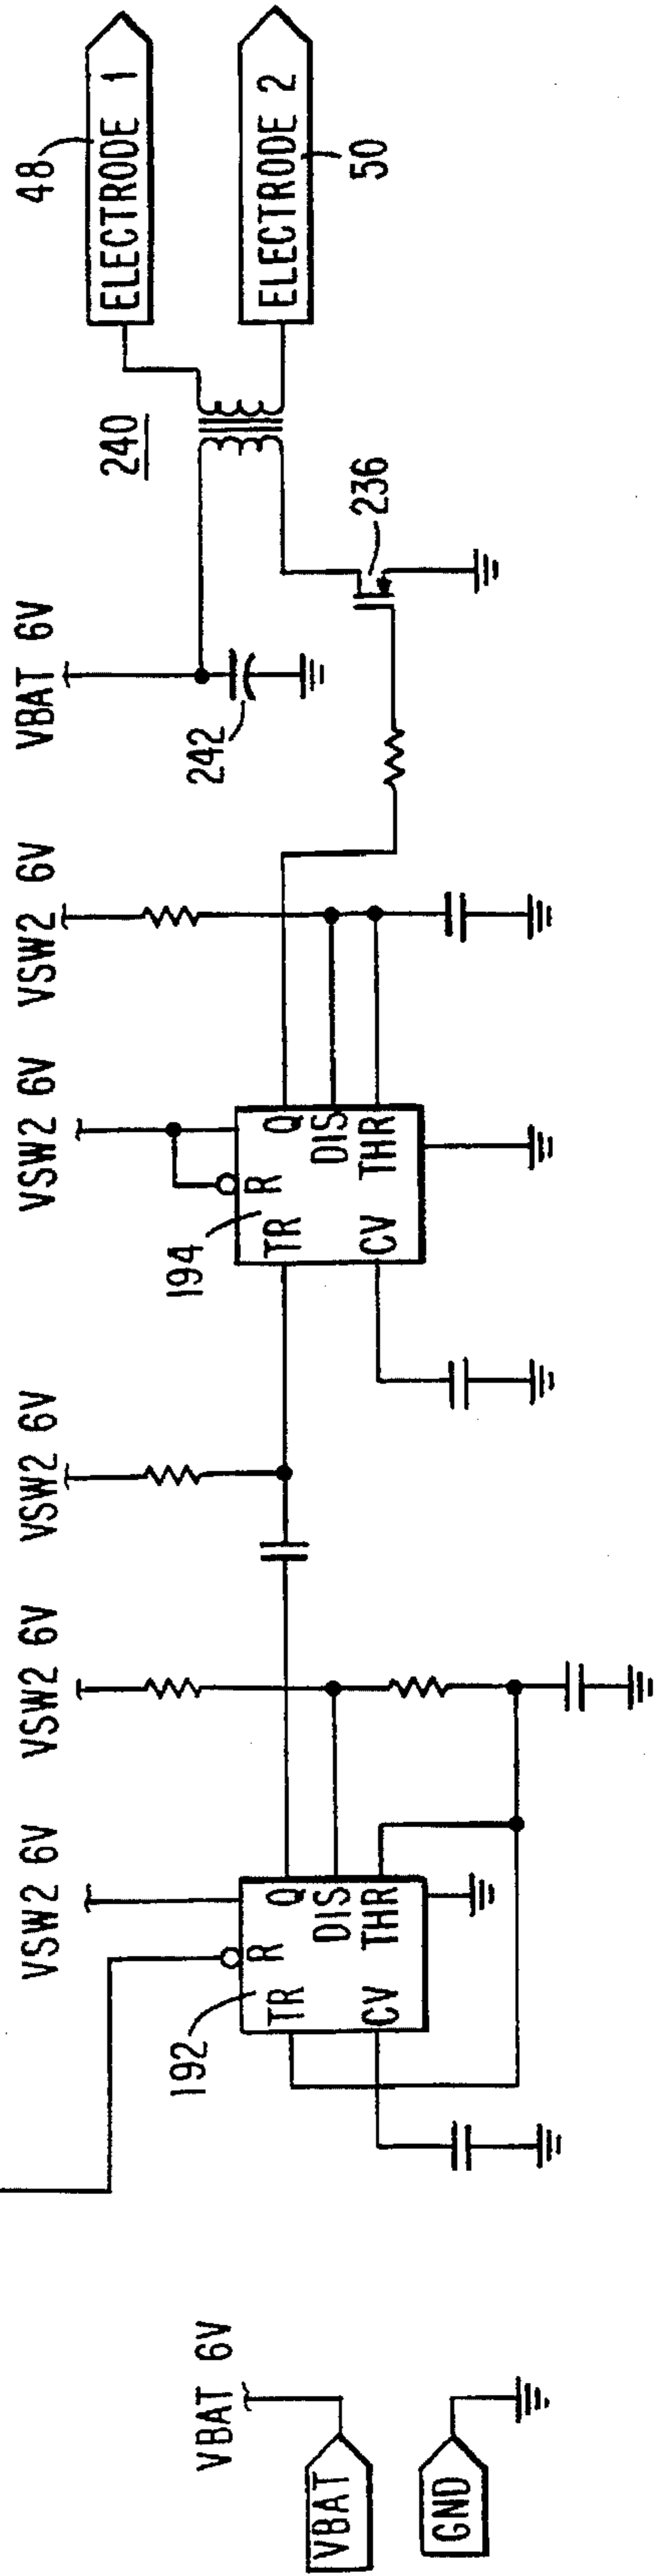 VBAT 6V
VBAT
GND
VSW2 6V
192
R
TR
Q
DIS
CV
THR
VSW2 6V
VSW2 6V
VSW2 6V
194
R
TR
Q
DIS
CV
THR
VSW2 6V
VBAT 6V
242
236
240
48
ELECTRODE 1
ELECTRODE 2
50